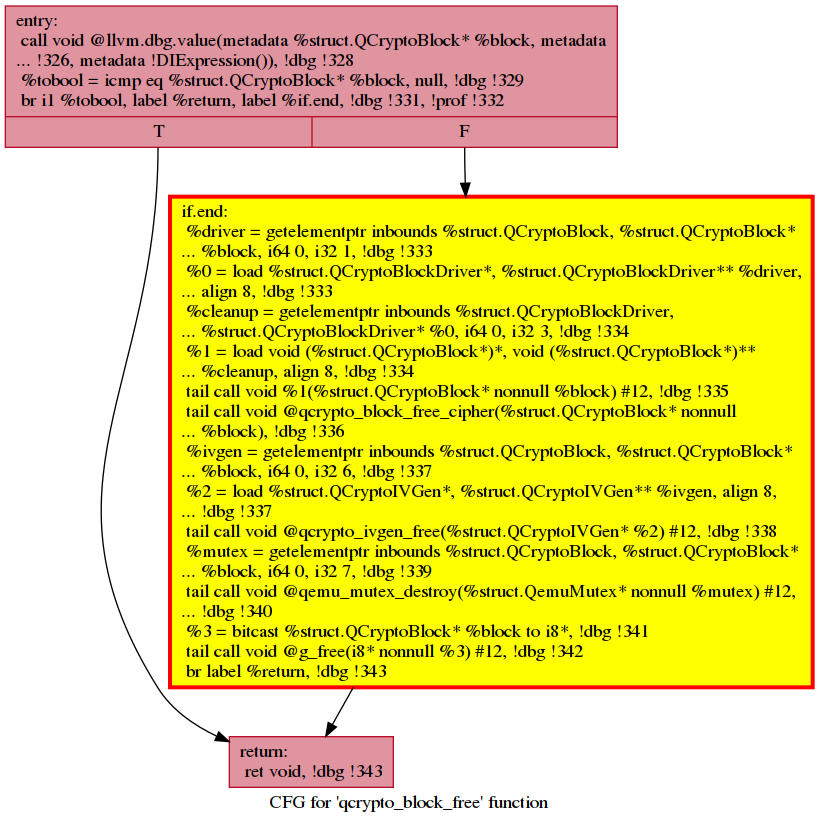 entry:
call void @llvm.dbg.value(metadata %struct.QCryptoBlock* %block, metadata
... !326, metadata !DIExpression()), !dbg !328
%tobool = icmp eq %struct.QCryptoBlock* %block, null, !dbg !329
br i1 %tobool, label %return, label %if.end, !dbg !331, !prof !332
T F
if.end:
%driver = getelementptr inbounds %struct.QCryptoBlock, %struct.QCryptoBlock*
... %block, i64 0, i32 1, !dbg !333
%0 = load %struct.QCryptoBlockDriver*, %struct.QCryptoBlockDriver** %driver,
... align 8, !dbg !333
%cleanup = getelementptr inbounds %struct.QCryptoBlockDriver,
... %struct.QCryptoBlockDriver* %0, i64 0, i32 3, !dbg !334
%1 = load void (%struct.QCryptoBlock*)*, void (%struct.QCryptoBlock*)**
... %cleanup, align 8, !dbg !334
tail call void %1(%struct.QCryptoBlock* nonnull %block) #12, !dbg !335
tail call void @qcrypto_block_free_cipher(%struct.QCryptoBlock* nonnull
... %block), !dbg !336
%ivgen = getelementptr inbounds %struct.QCryptoBlock, %struct.QCryptoBlock*
... %block, i64 0, i32 6, !dbg !337
%2 = load %struct.QCryptoIVGen*, %struct.QCryptoIVGen** %ivgen, align 8,
... !dbg !337
tail call void @qcrypto_ivgen_free(%struct.QCryptoIVGen* %2) #12, !dbg !338
%mutex = getelementptr inbounds %struct.QCryptoBlock, %struct.QCryptoBlock*
... %block, i64 0, i32 7, !dbg !339
tail call void @qemu_mutex_destroy(%struct.QemuMutex* nonnull %mutex) #12,
... !dbg !340
%3 = bitcast %struct.QCryptoBlock* %block to i8*, !dbg !341
tail call void @g_free(i8* nonnull %3) #12, !dbg !342
br label %return, !dbg !343
return:
ret void, !dbg !343
CFG for 'qcrypto_block_free' function